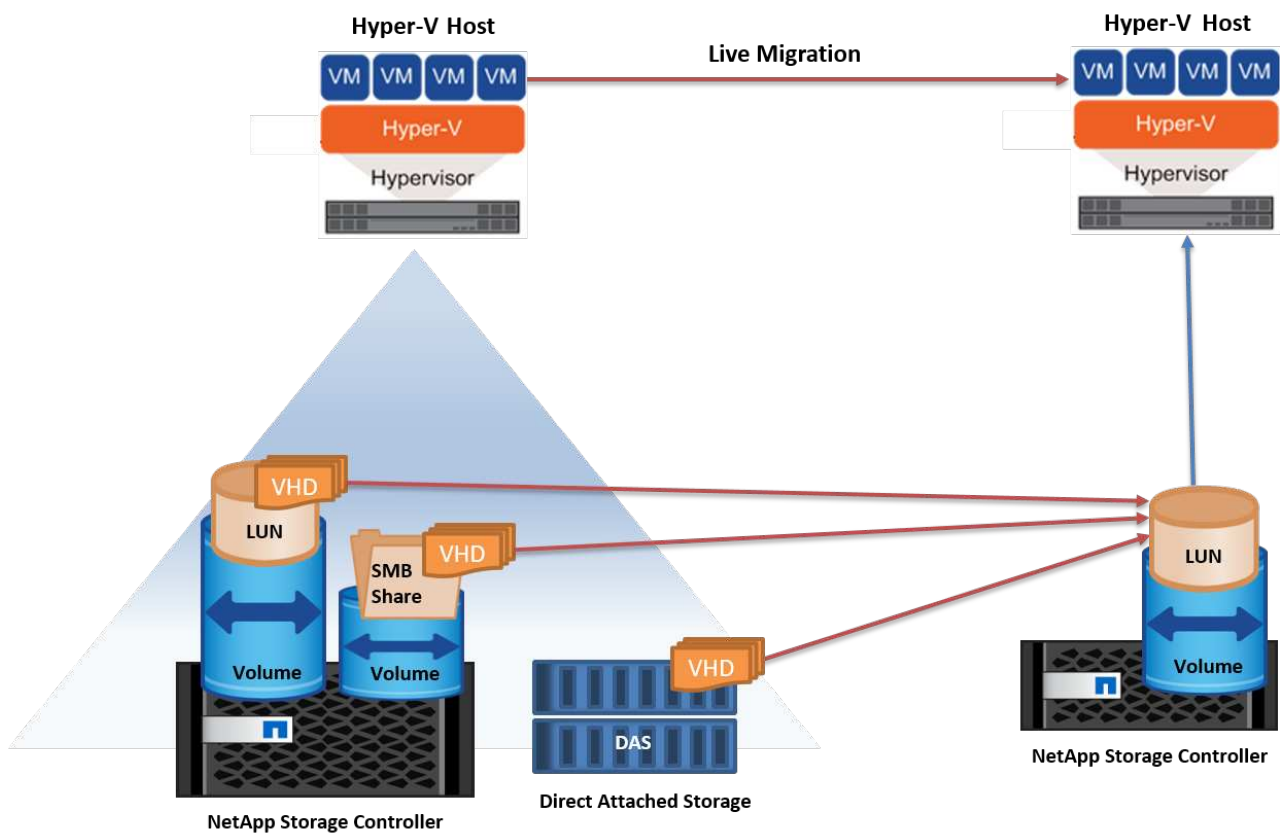 Hyper-V Host
Hyper-V Host
Live Migration
VM VM VM VM
VM VM VM VM
Hyper-V
Hyper-V
Hypervisor
Hypervisor
VHD
LUN
VHD
SMB
Share
LUN
VHD
Volume
Volume
Volume
DAS
NetApp Storage Controller
Direct Attached Storage
NetApp Storage Controller